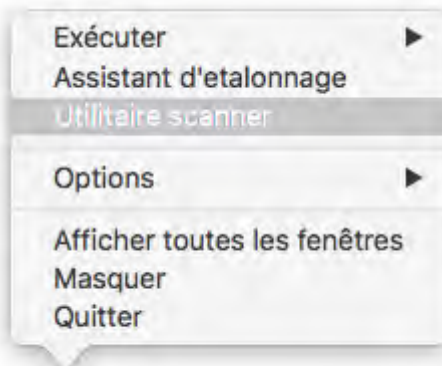 Exécuter
Assistant d'etalonnage
Utilitaire scanner
Options
Afficher toutes les fenêtres
Masquer
Quitter